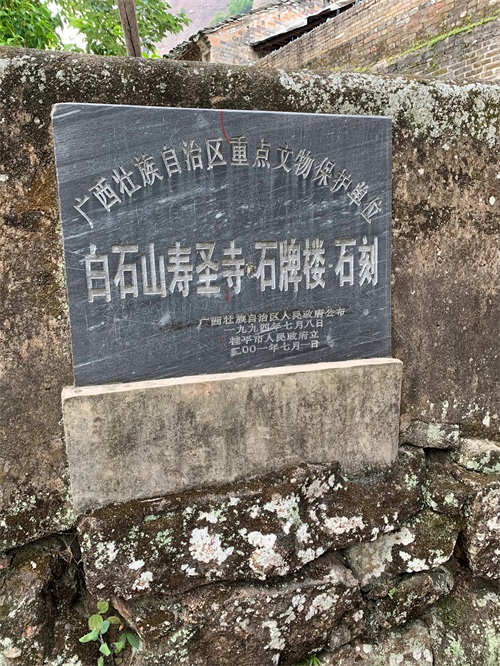 广西壮族自治区重点文物保护单位
白石山寿圣寺·石牌楼·石刻
广西壮族自治区人民政府公布
一九九四年七月八日
桂平市人民政府立
二00一年七月一日